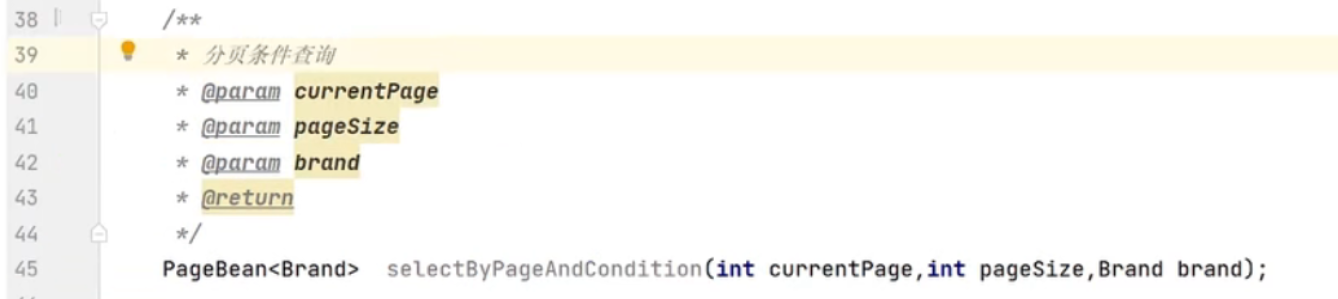 38 /**
39 * 分页条件查询
40 * @param currentPage
41 * @param pageSize
42 * @param brand
43 * @return
44 */
45 PageBean<Brand>  selectByPageAndCondition(int currentPage,int pageSize,Brand brand);